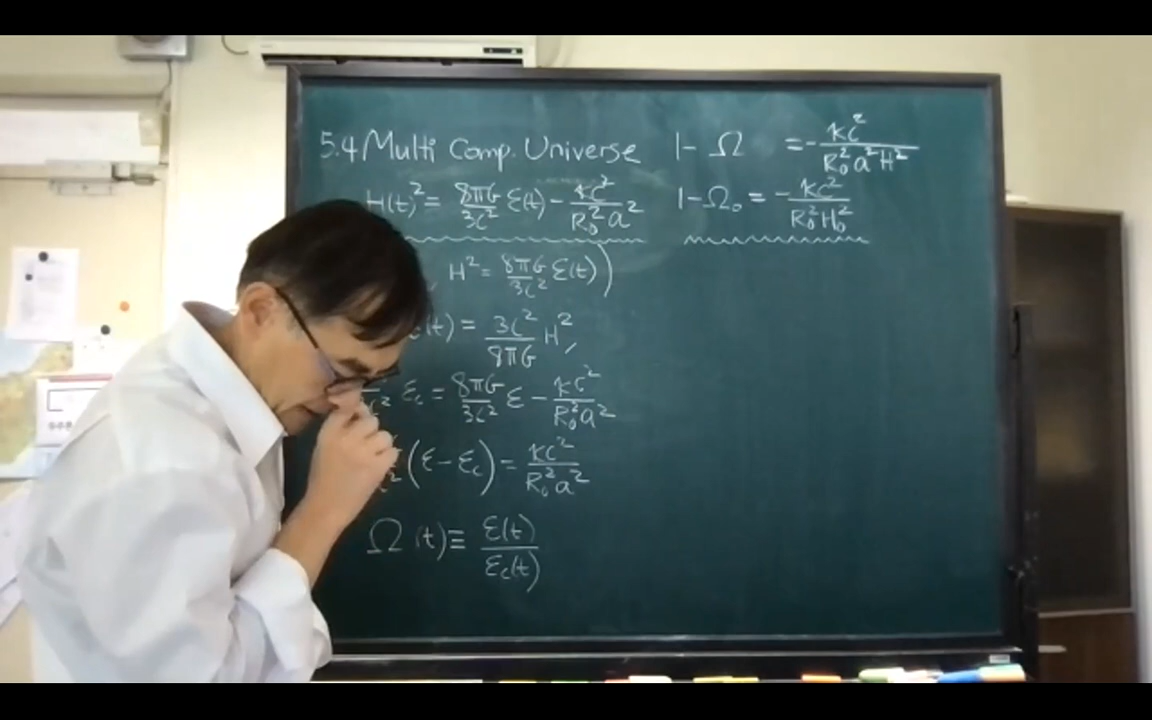 5.4 Multi Comp. Universe
H(t)² = 8πG/3c² ε(t) - kc²/R₀²a²
H² = 8πG/3c² ε(t))
(t) = 3c²/8πG H²,
ε_c = 8πG/3c² ε - kc²/R₀²a²
(ε - ε_c) = kc²/R₀²a²
Ω(t) ≡ ε(t)/ε_c(t)
1 - Ω = - kc²/R₀²a²H²
1 - Ω₀ = - kc²/R₀²H₀²